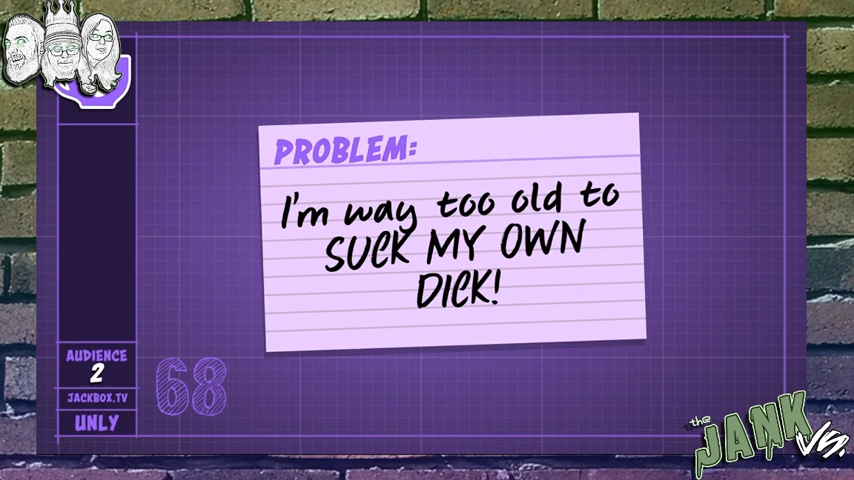 PROBLEM:
I'm way too old to
SUCK MY OWN
DICK!
AUDIENCE
2
JACKBOX.TV
UNLY
68
the
JANK
VS.